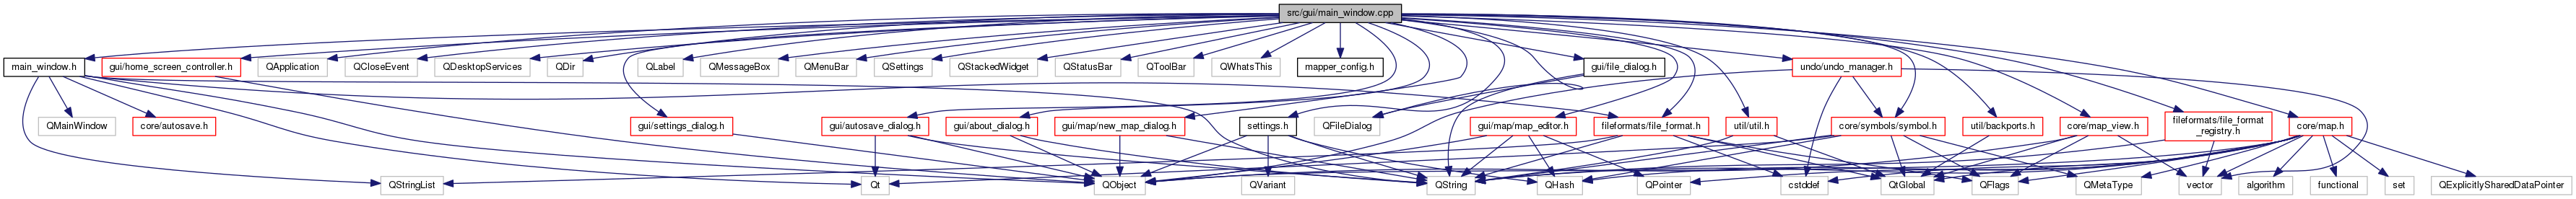 src/gui/main_window.cpp
main_window.h
gui/home_screen_controller.h
QApplication
QCloseEvent
QDesktopServices
QDir
QLabel
QMessageBox
QMenuBar
QSettings
QStackedWidget
QStatusBar
QToolBar
QWhatsThis
mapper_config.h
gui/file_dialog.h
undo/undo_manager.h
QMainWindow
core/autosave.h
gui/settings_dialog.h
gui/autosave_dialog.h
gui/about_dialog.h
gui/map/new_map_dialog.h
settings.h
QFileDialog
gui/map/map_editor.h
fileformats/file_format.h
util/util.h
core/symbols/symbol.h
util/backports.h
core/map_view.h
fileformats/file_format
_registry.h
core/map.h
QStringList
Qt
QObject
QVariant
QString
QHash
QPointer
cstddef
QtGlobal
QFlags
QMetaType
vector
algorithm
functional
set
QExplicitlySharedDataPointer